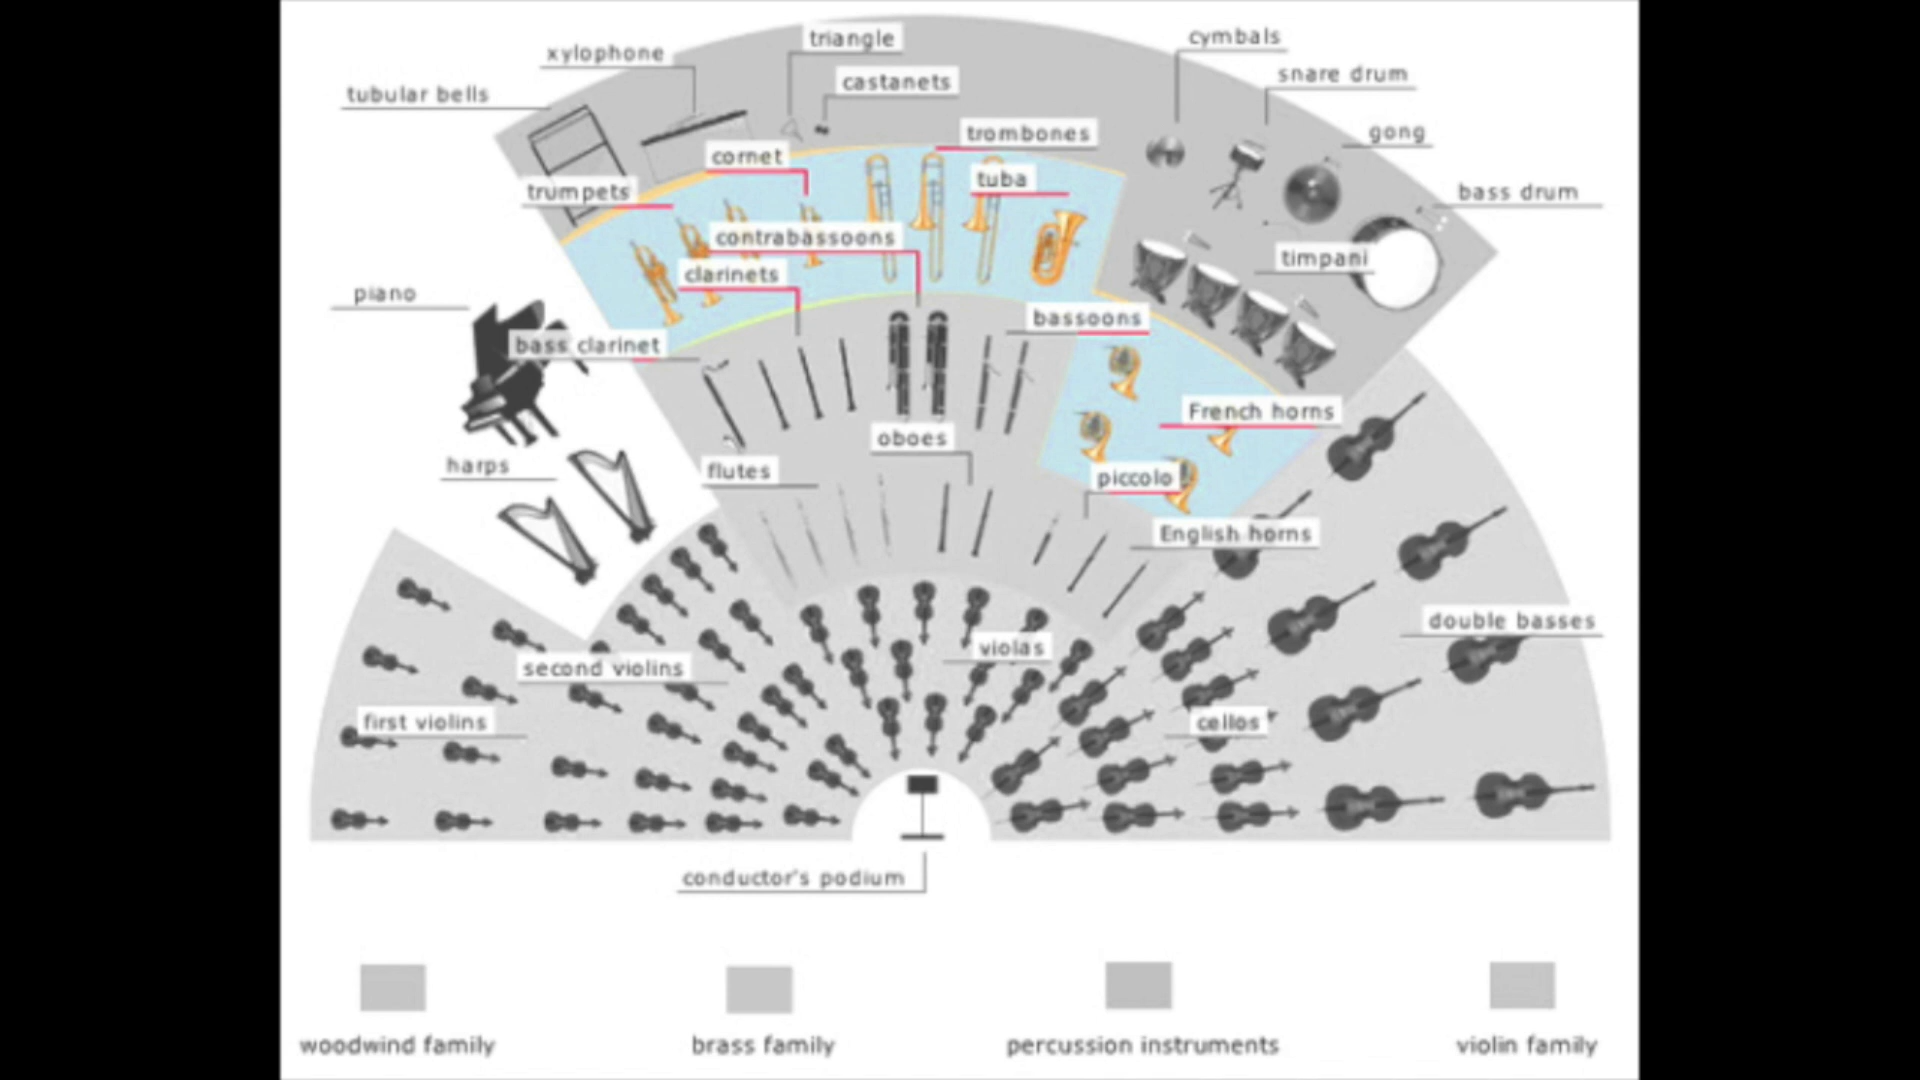 triangle
cymbals
xylophone
snare drum
castanets
tubular bells
trombones
gong
cornet
tuba
trumpets
bass drum
contrabassoons
timpani
clarinets
piano
bassoons
bass clarinet
French horns
oboes
harps
flutes
piccolo
English horns
double basses
violas
second violins
first violins
cellos
conductor's podium
woodwind family
brass family
percussion instruments
violin family